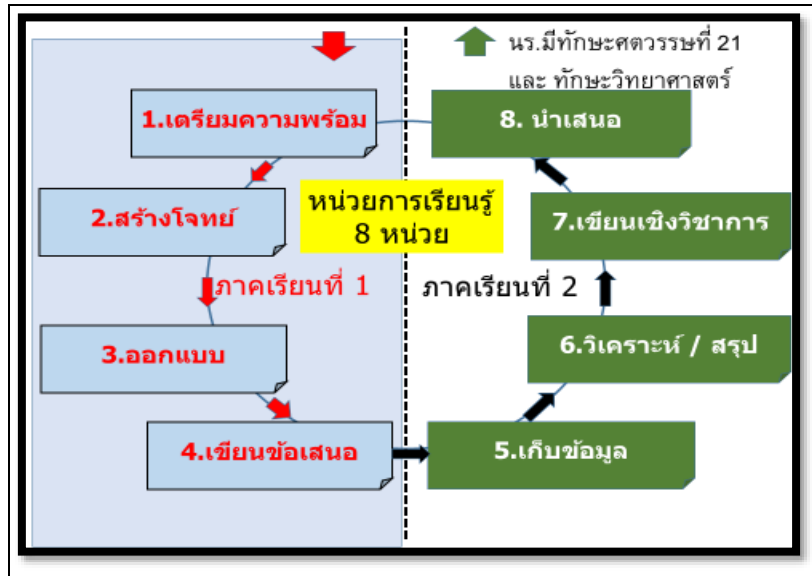 นร.มีทักษะศตวรรษที่ 21
และ ทักษะวิทยาศาสตร์
1.เตรียมความพร้อม
8. นำเสนอ
2.สร้างโจทย์
หน่วยการเรียนรู้
8 หน่วย
7.เขียนเชิงวิชาการ
ภาคเรียนที่ 1
ภาคเรียนที่ 2
3.ออกแบบ
6.วิเคราะห์ / สรุป
4.เขียนข้อเสนอ
5.เก็บข้อมูล